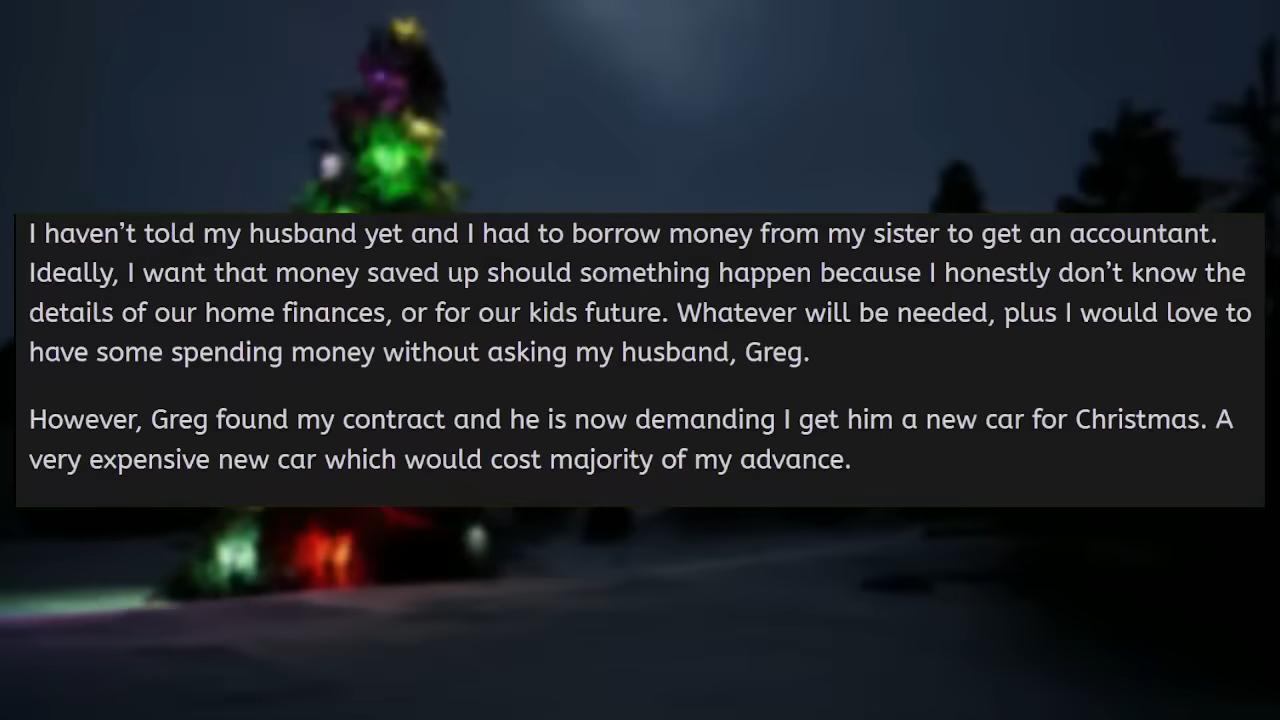 I haven’t told my husband yet and I had to borrow money from my sister to get an accountant.
Ideally, I want that money saved up should something happen because I honestly don’t know the
details of our home finances, or for our kids future. Whatever will be needed, plus I would love to
have some spending money without asking my husband, Greg.
However, Greg found my contract and he is now demanding I get him a new car for Christmas. A
very expensive new car which would cost majority of my advance.